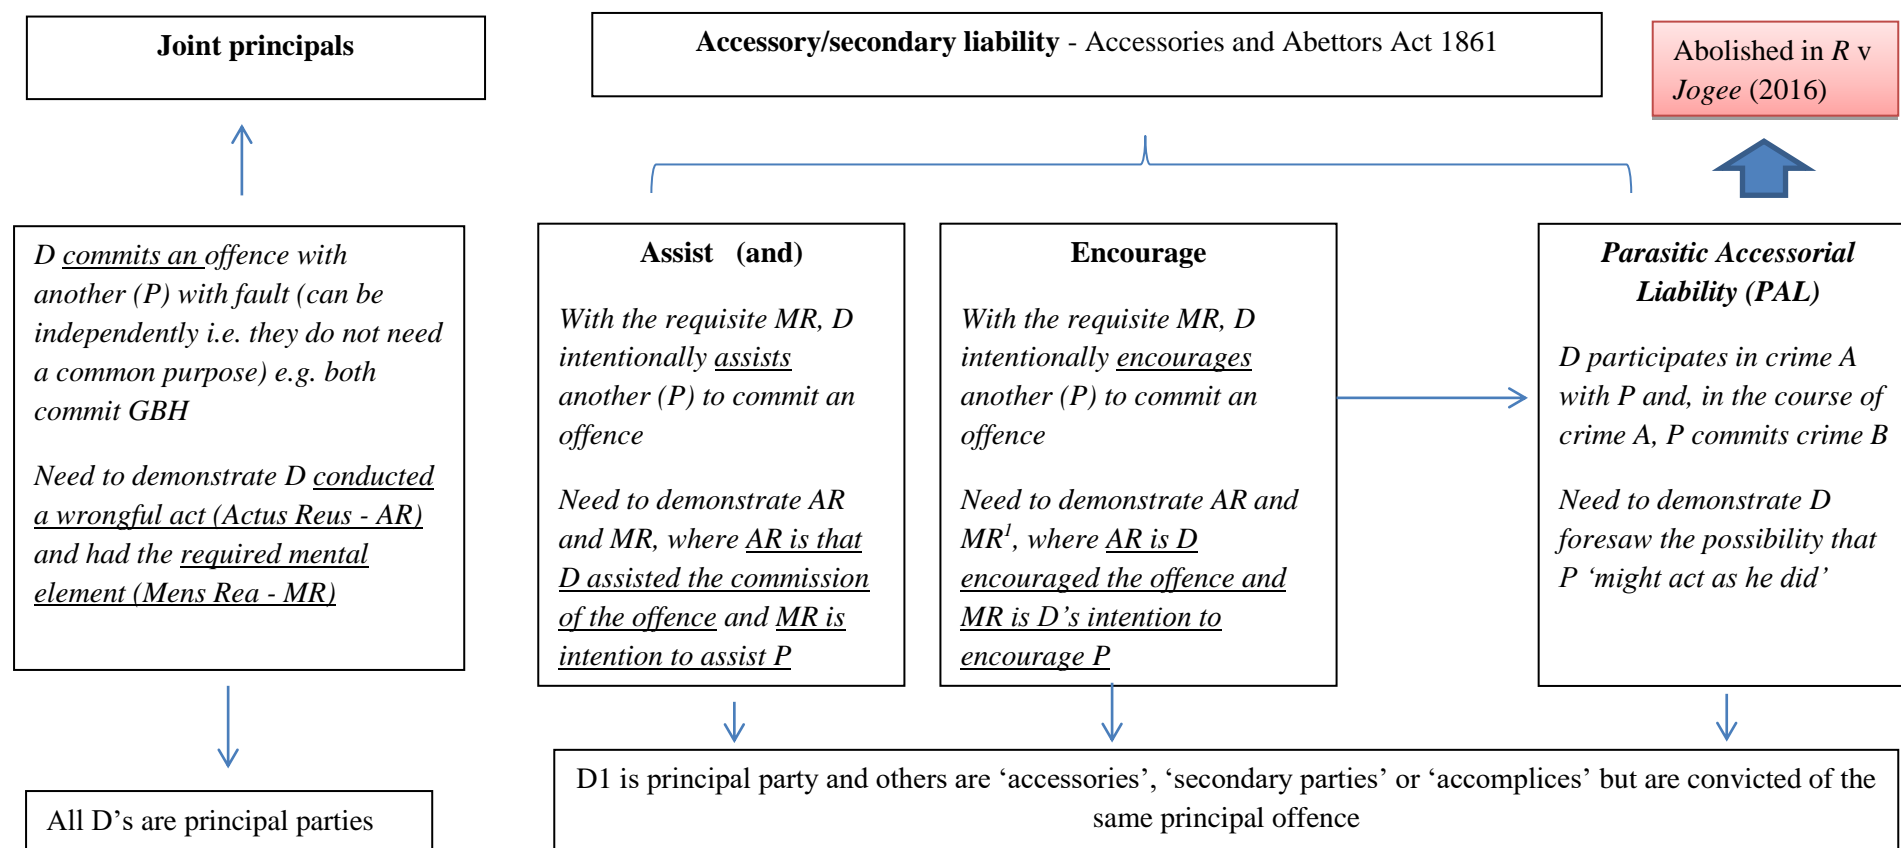 Joint principals
Accessory/secondary liability - Accessories and Abettors Act 1861
Abolished in R v
Jogee (2016)
D commits an offence with
another (P) with fault (can be
independently i.e. they do not need
a common purpose) e.g. both
commit GBH
Need to demonstrate D conducted
a wrongful act (Actus Reus - AR)
and had the required mental
element (Mens Rea - MR)
Assist (and)
With the requisite MR, D
intentionally assists
another (P) to commit an
offence
Need to demonstrate AR
and MR, where AR is that
D assisted the commission
of the offence and MR is
intention to assist P
Encourage
With the requisite MR, D
intentionally encourages
another (P) to commit an
offence
Need to demonstrate AR and
MR¹, where AR is D
encouraged the offence and
MR is D’s intention to
encourage P
Parasitic Accessorial
Liability (PAL)
D participates in crime A
with P and, in the course of
crime A, P commits crime B
Need to demonstrate D
foresaw the possibility that
P ‘might act as he did’
All D’s are principal parties
D1 is principal party and others are ‘accessories’, ‘secondary parties’ or ‘accomplices’ but are convicted of the
same principal offence